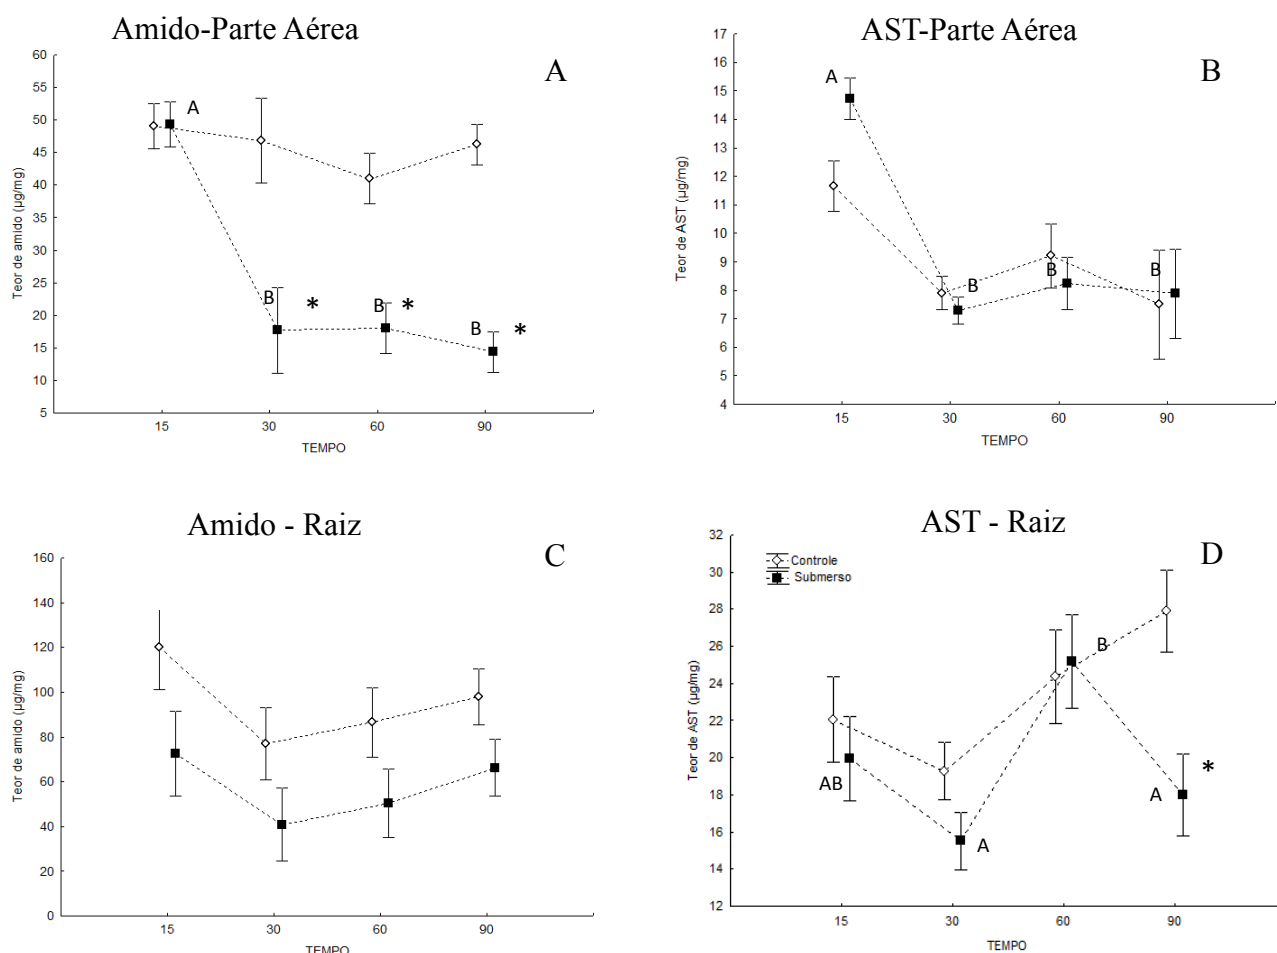 Amido-Parte Aérea
A
60
55
50
45
40
35
30
25
20
15
10
5
Teor de amido (µg/mg)
A
B
*
B
*
B
*
15
30
60
90
TEMPO
AST-Parte Aérea
B
17
16
15
14
13
12
11
10
9
8
7
6
5
4
Teor de AST (µg/mg)
A
B
B
B
15
30
60
90
TEMPO
Amido - Raiz
C
160
140
120
100
80
60
40
20
0
Teor de amido (µg/mg)
15
30
60
90
TEMPO
AST - Raiz
D
32
30
28
26
24
22
20
18
16
14
12
Teor de AST (µg/mg)
Controle
Submerso
AB
A
B
A
*
15
30
60
90
TEMPO